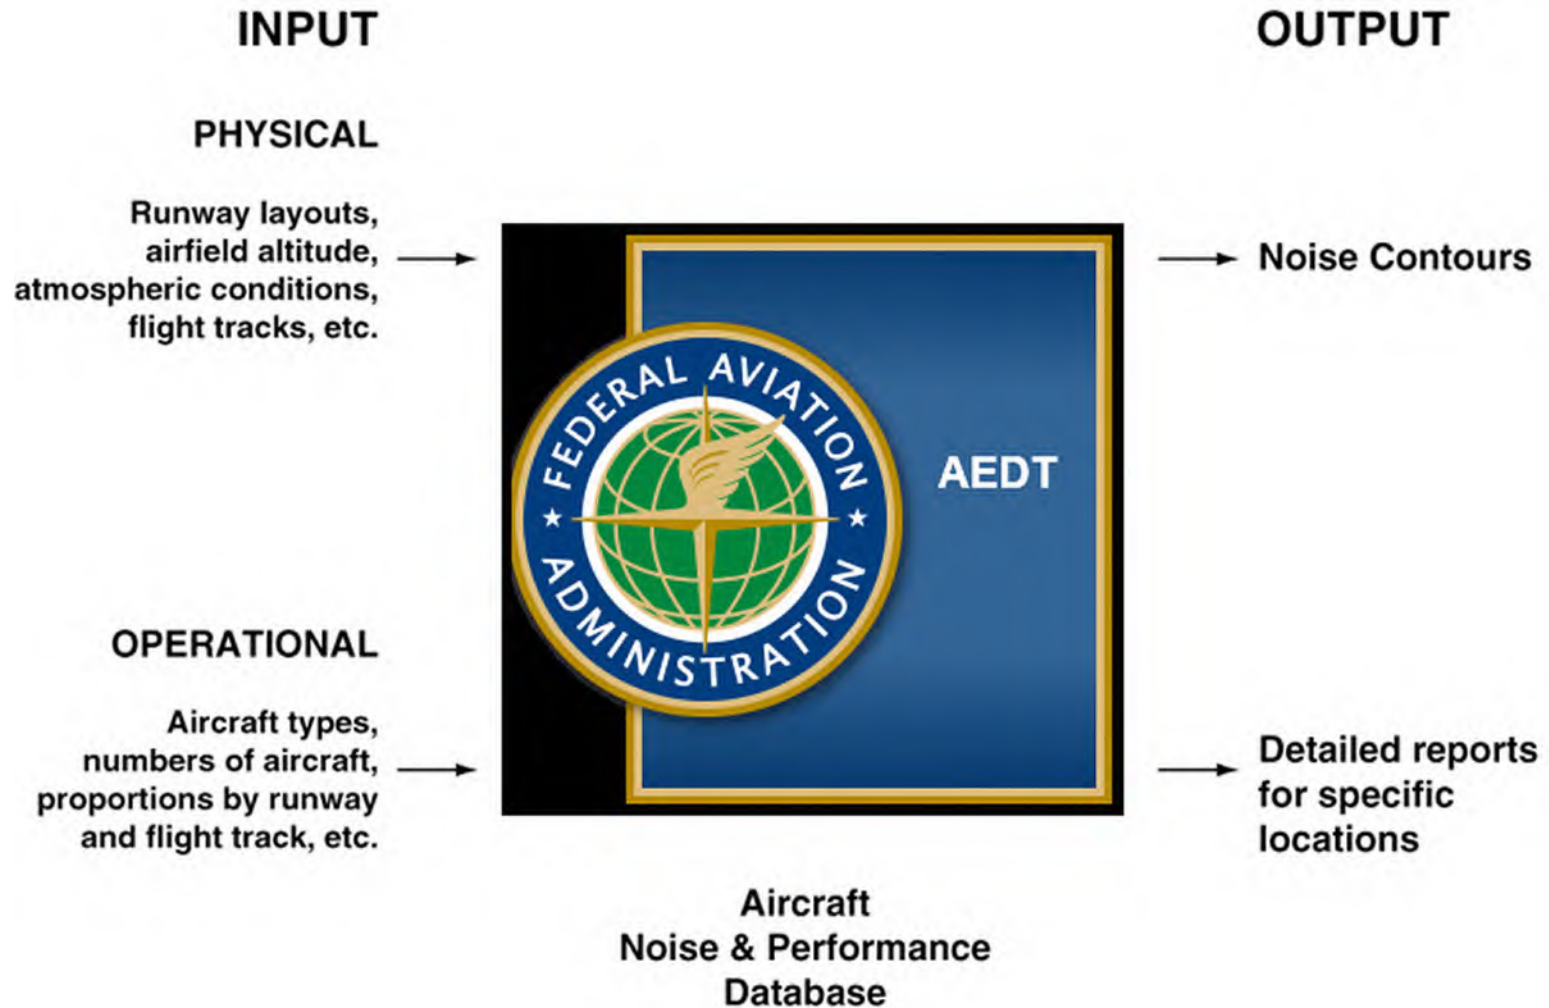 INPUT
OUTPUT
PHYSICAL
Runway layouts,
airfield altitude,
atmospheric conditions,
flight tracks, etc.
Noise Contours
FEDERAL AVIATION
ADMINISTRATION
AEDT
OPERATIONAL
Aircraft types,
numbers of aircraft,
proportions by runway
and flight track, etc.
Detailed reports
for specific
locations
Aircraft
Noise & Performance
Database